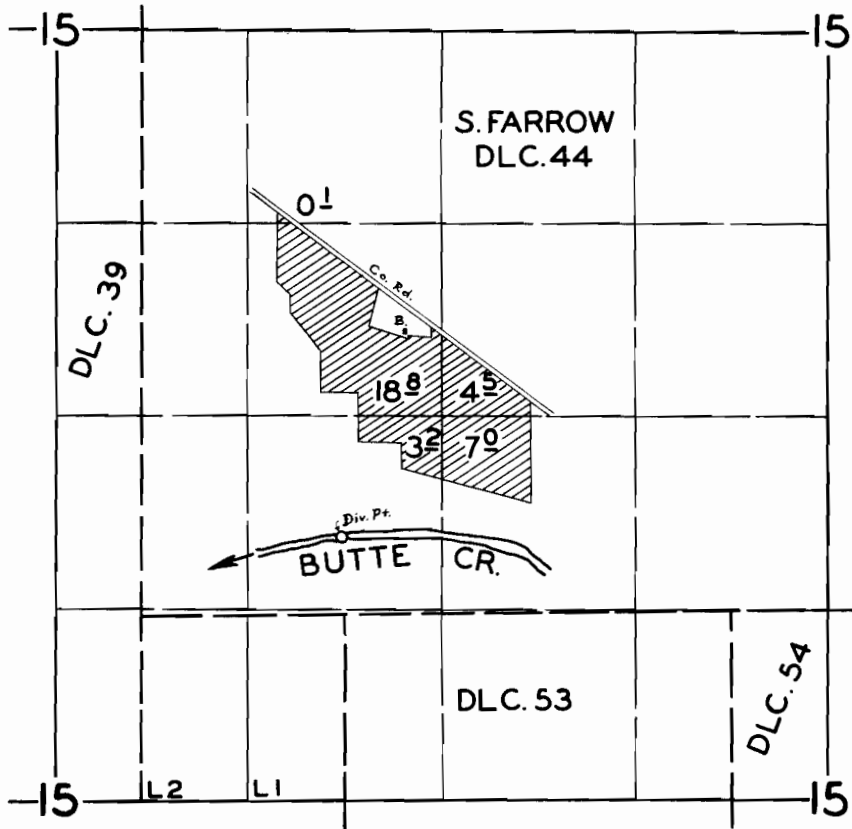 -15
15
S. FARROW
DLC. 44
0 1
DLC. 39
Co. Rd.
B.
18 8
4 5
3 2
7 0
Div. Pt.
BUTTE CR.
DLC. 53
DLC. 54
-15
L2
L1
15